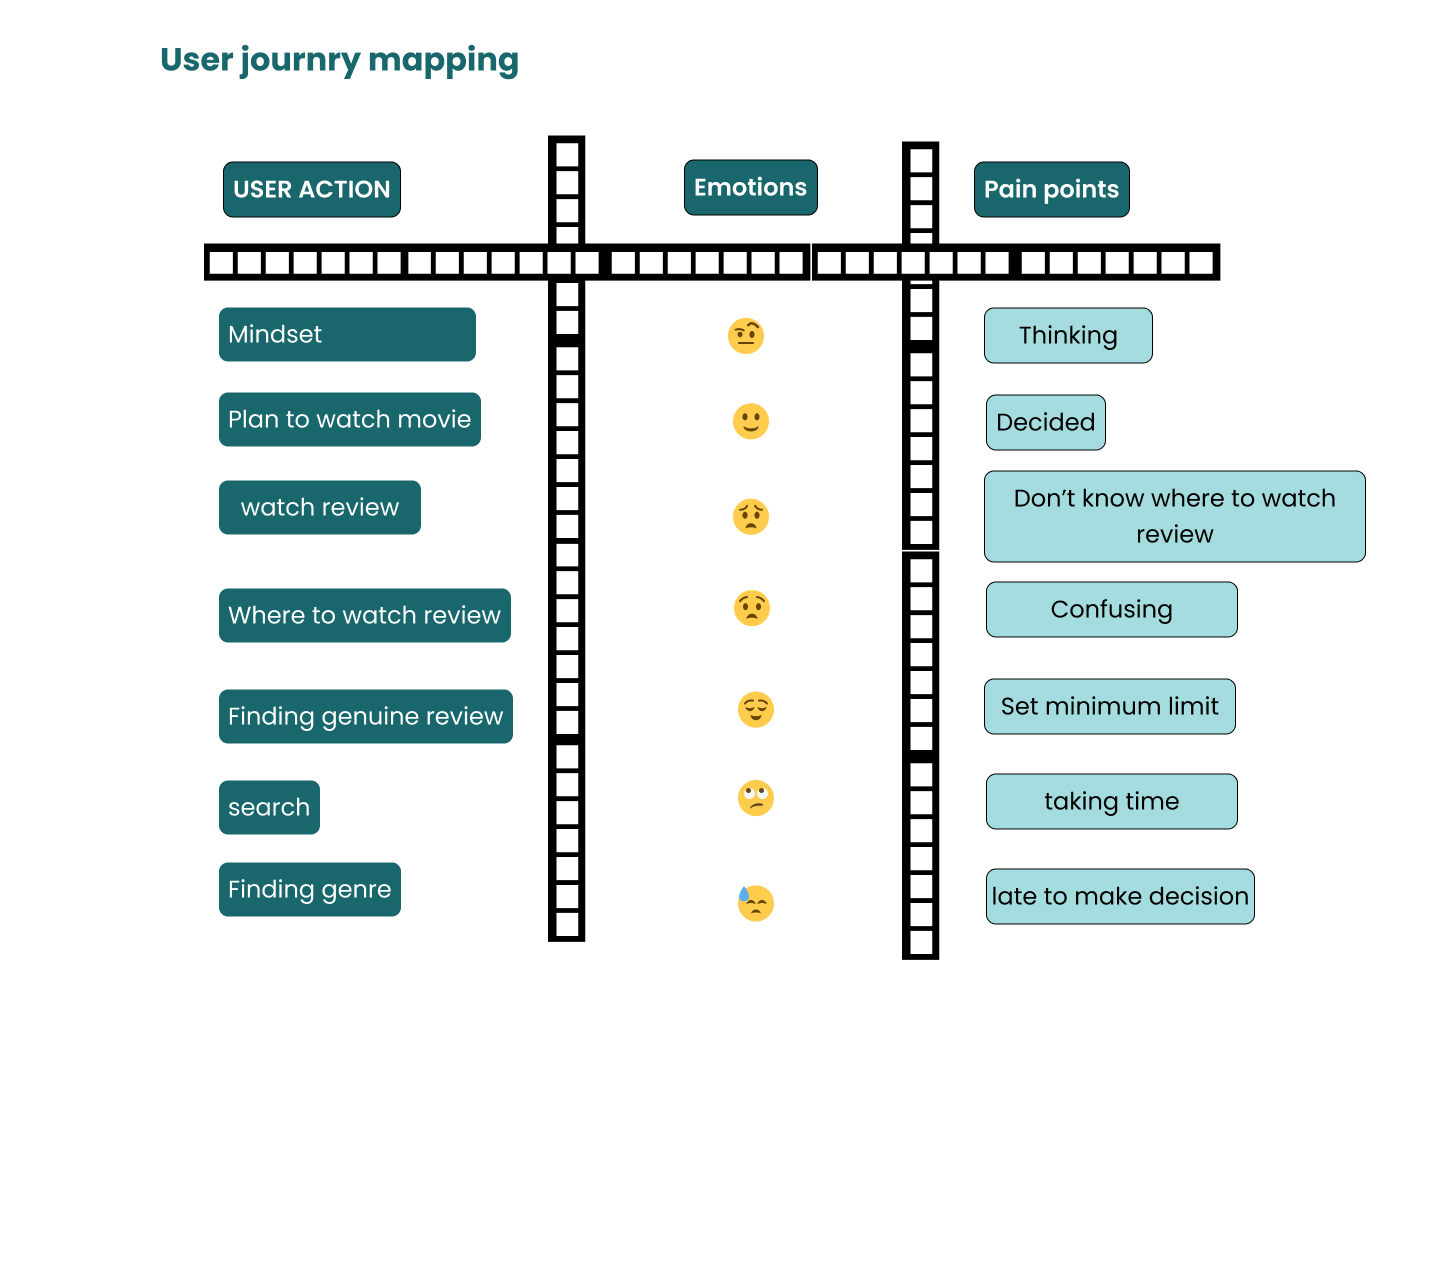 User journry mapping
USER ACTION
Emotions
Pain points
Mindset
Thinking
Plan to watch movie
Decided
watch review
Don’t know where to watch
review
Where to watch review
Confusing
Finding genuine review
Set minimum limit
search
taking time
Finding genre
late to make decision